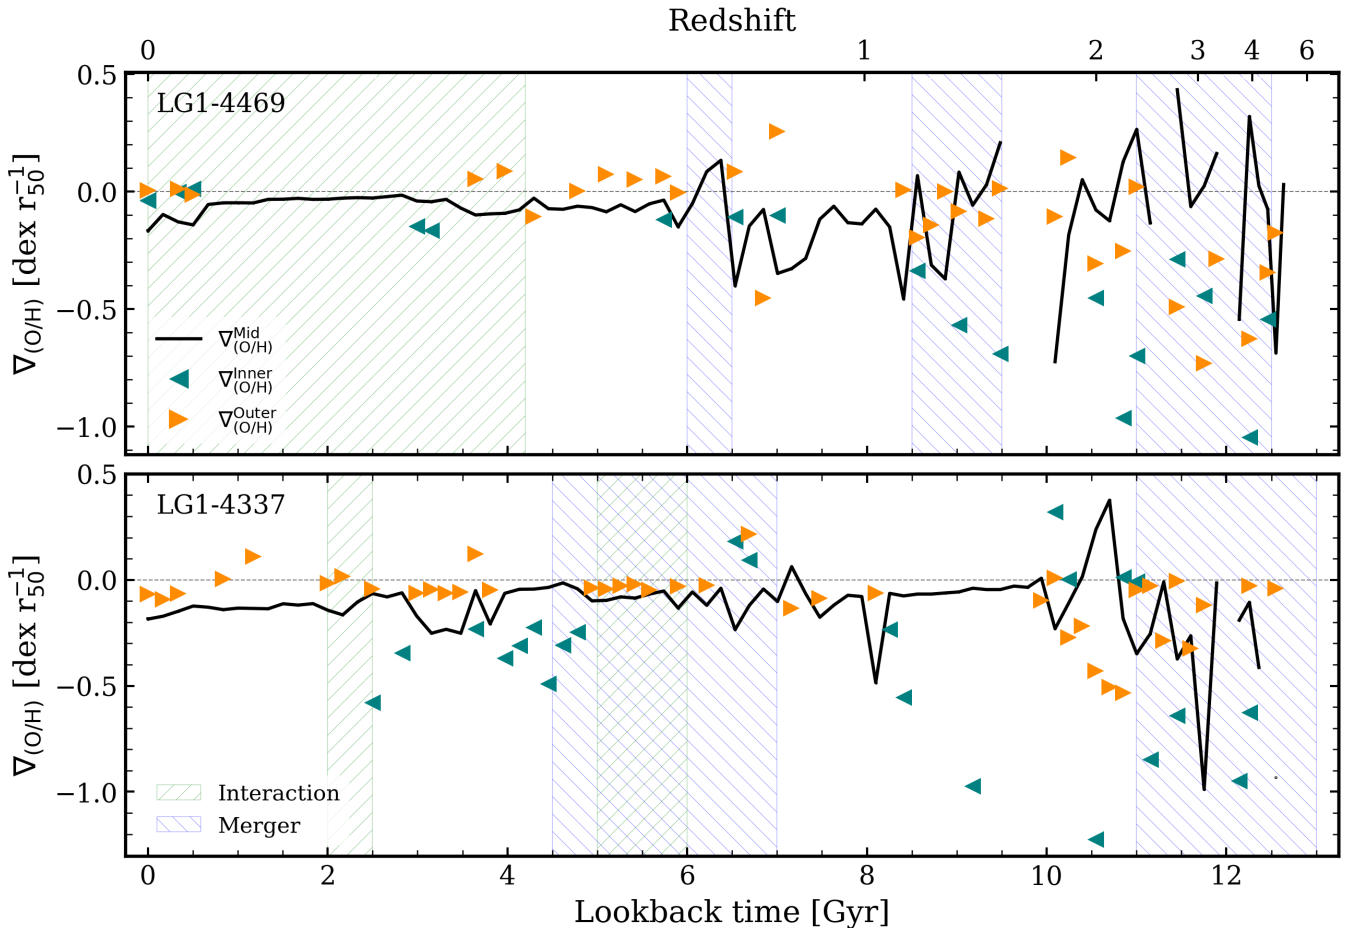 Redshift
0 1 2 3 4 6
LG1-4469
0.5
0.0
−0.5
−1.0
∇(O/H) [dex r₅₀⁻¹]
∇(O/H)^Mid
∇(O/H)^Inner
∇(O/H)^Outer
LG1-4337
0.5
0.0
−0.5
−1.0
∇(O/H) [dex r₅₀⁻¹]
Interaction
Merger
0 2 4 6 8 10 12
Lookback time [Gyr]